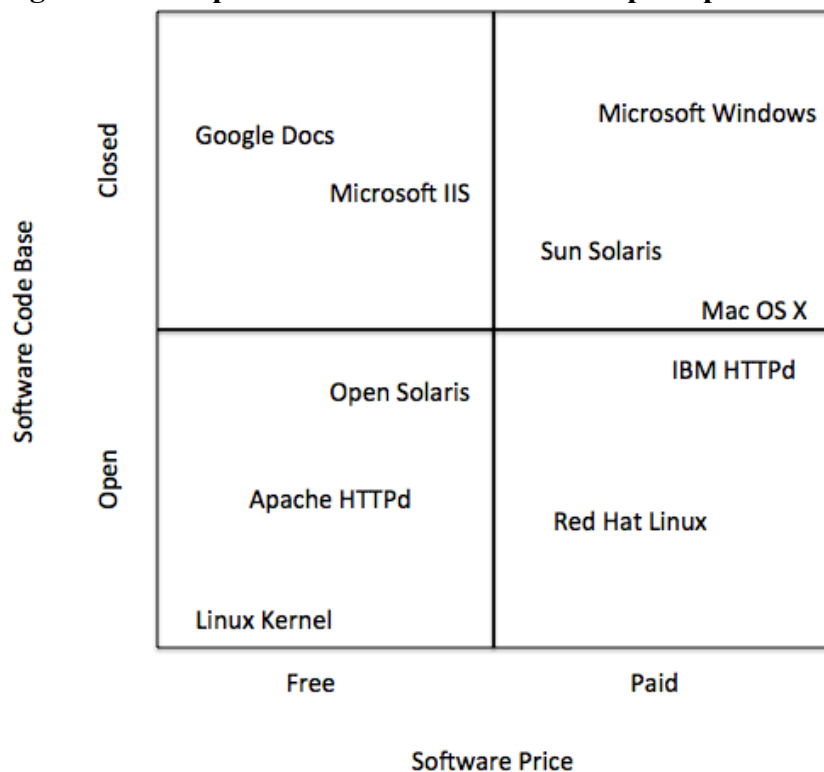 Closed
Open
Software Code Base
Google Docs
Microsoft IIS
Microsoft Windows
Sun Solaris
Mac OS X
Open Solaris
Apache HTTPd
Linux Kernel
IBM HTTPd
Red Hat Linux
Free
Paid
Software Price